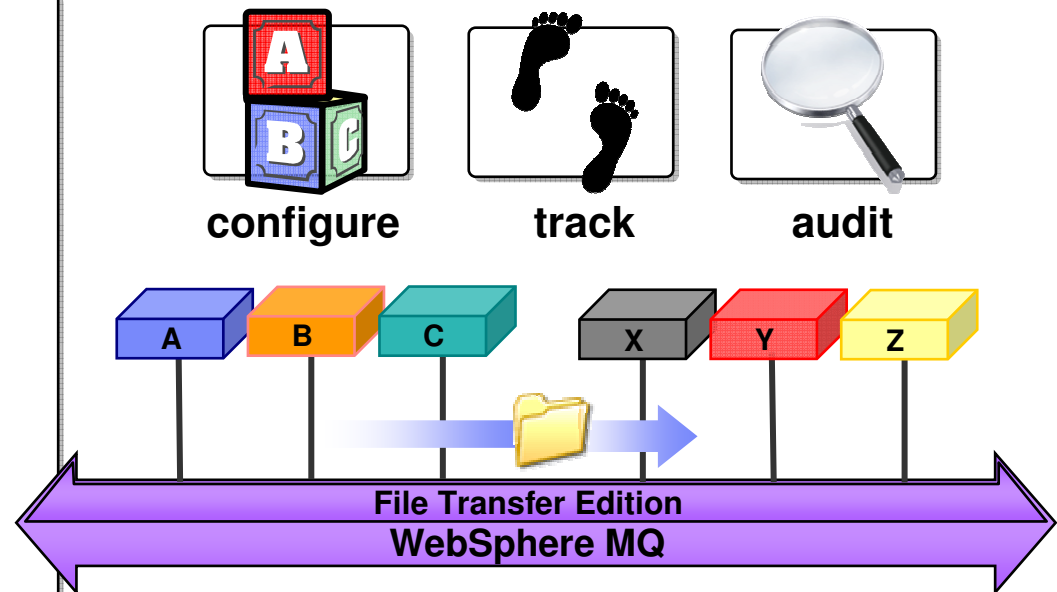 A
B C
configure track audit
A B C X Y Z
File Transfer Edition
WebSphere MQ